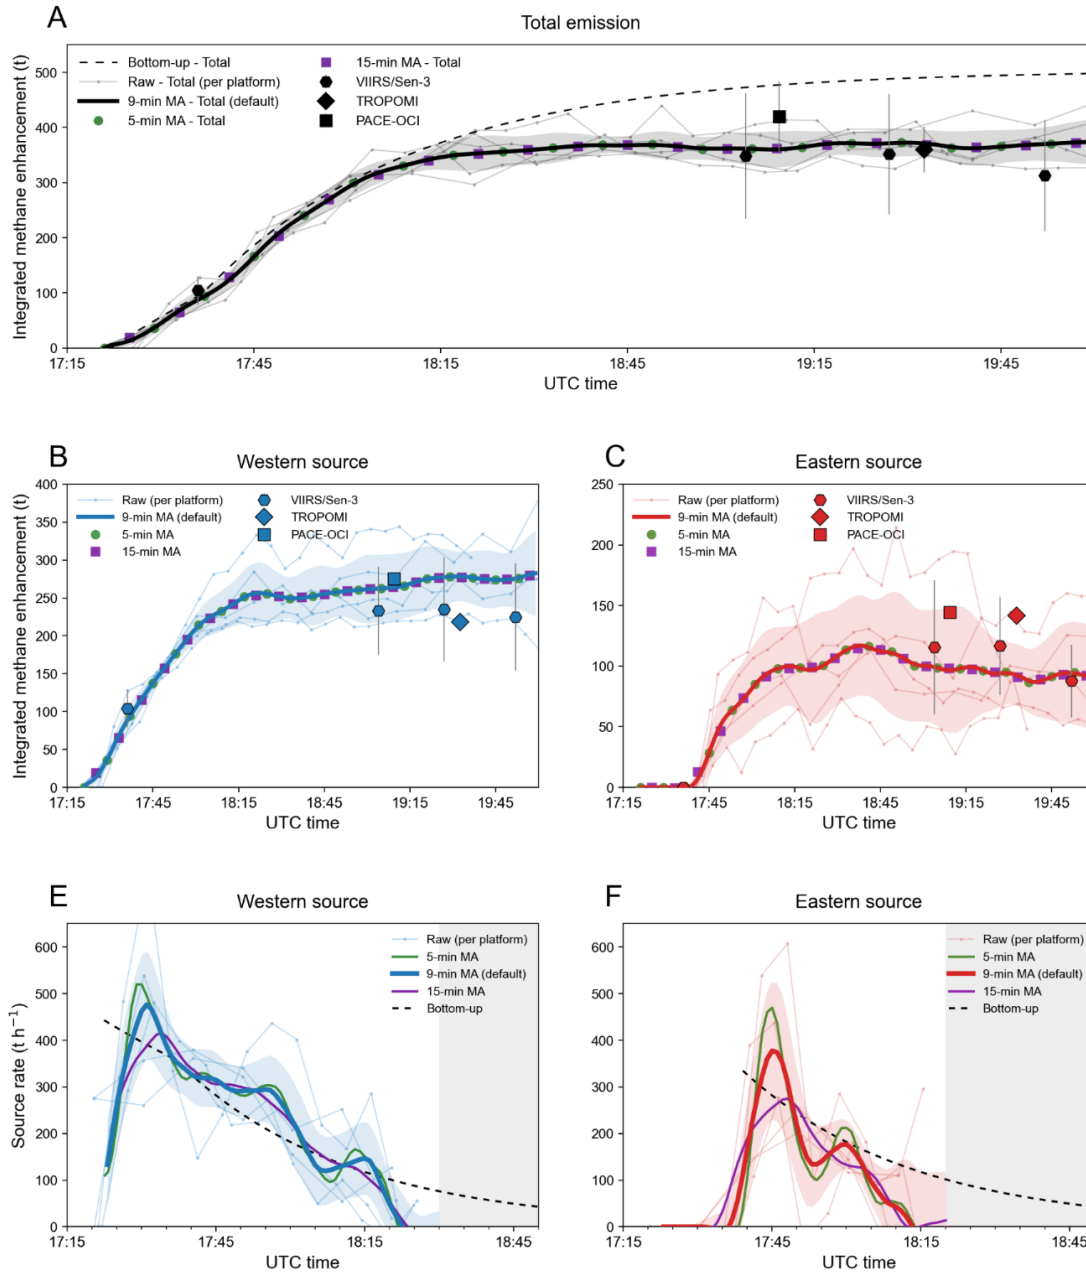 A
Total emission
Integrated methane enhancement (t)
500
400
300
200
100
0
Bottom-up - Total
Raw - Total (per platform)
9-min MA - Total (default)
5-min MA - Total
15-min MA - Total
VIIRS/Sen-3
TROPOMI
PACE-OCI
17:15 17:45 18:15 18:45 19:15 19:45
UTC time
B
Western source
Integrated methane enhancement (t)
400
350
300
250
200
150
100
50
0
Raw (per platform)
9-min MA (default)
5-min MA
15-min MA
VIIRS/Sen-3
TROPOMI
PACE-OCI
17:15 17:45 18:15 18:45 19:15 19:45
UTC time
C
Eastern source
250
200
150
100
50
0
Raw (per platform)
9-min MA (default)
5-min MA
15-min MA
VIIRS/Sen-3
TROPOMI
PACE-OCI
17:15 17:45 18:15 18:45 19:15 19:45
UTC time
E
Western source
Source rate (t h⁻¹)
600
500
400
300
200
100
0
Raw (per platform)
5-min MA
9-min MA (default)
15-min MA
Bottom-up
17:15 17:45 18:15 18:45
UTC time
F
Eastern source
600
500
400
300
200
100
0
Raw (per platform)
5-min MA
9-min MA (default)
15-min MA
Bottom-up
17:15 17:45 18:15 18:45
UTC time